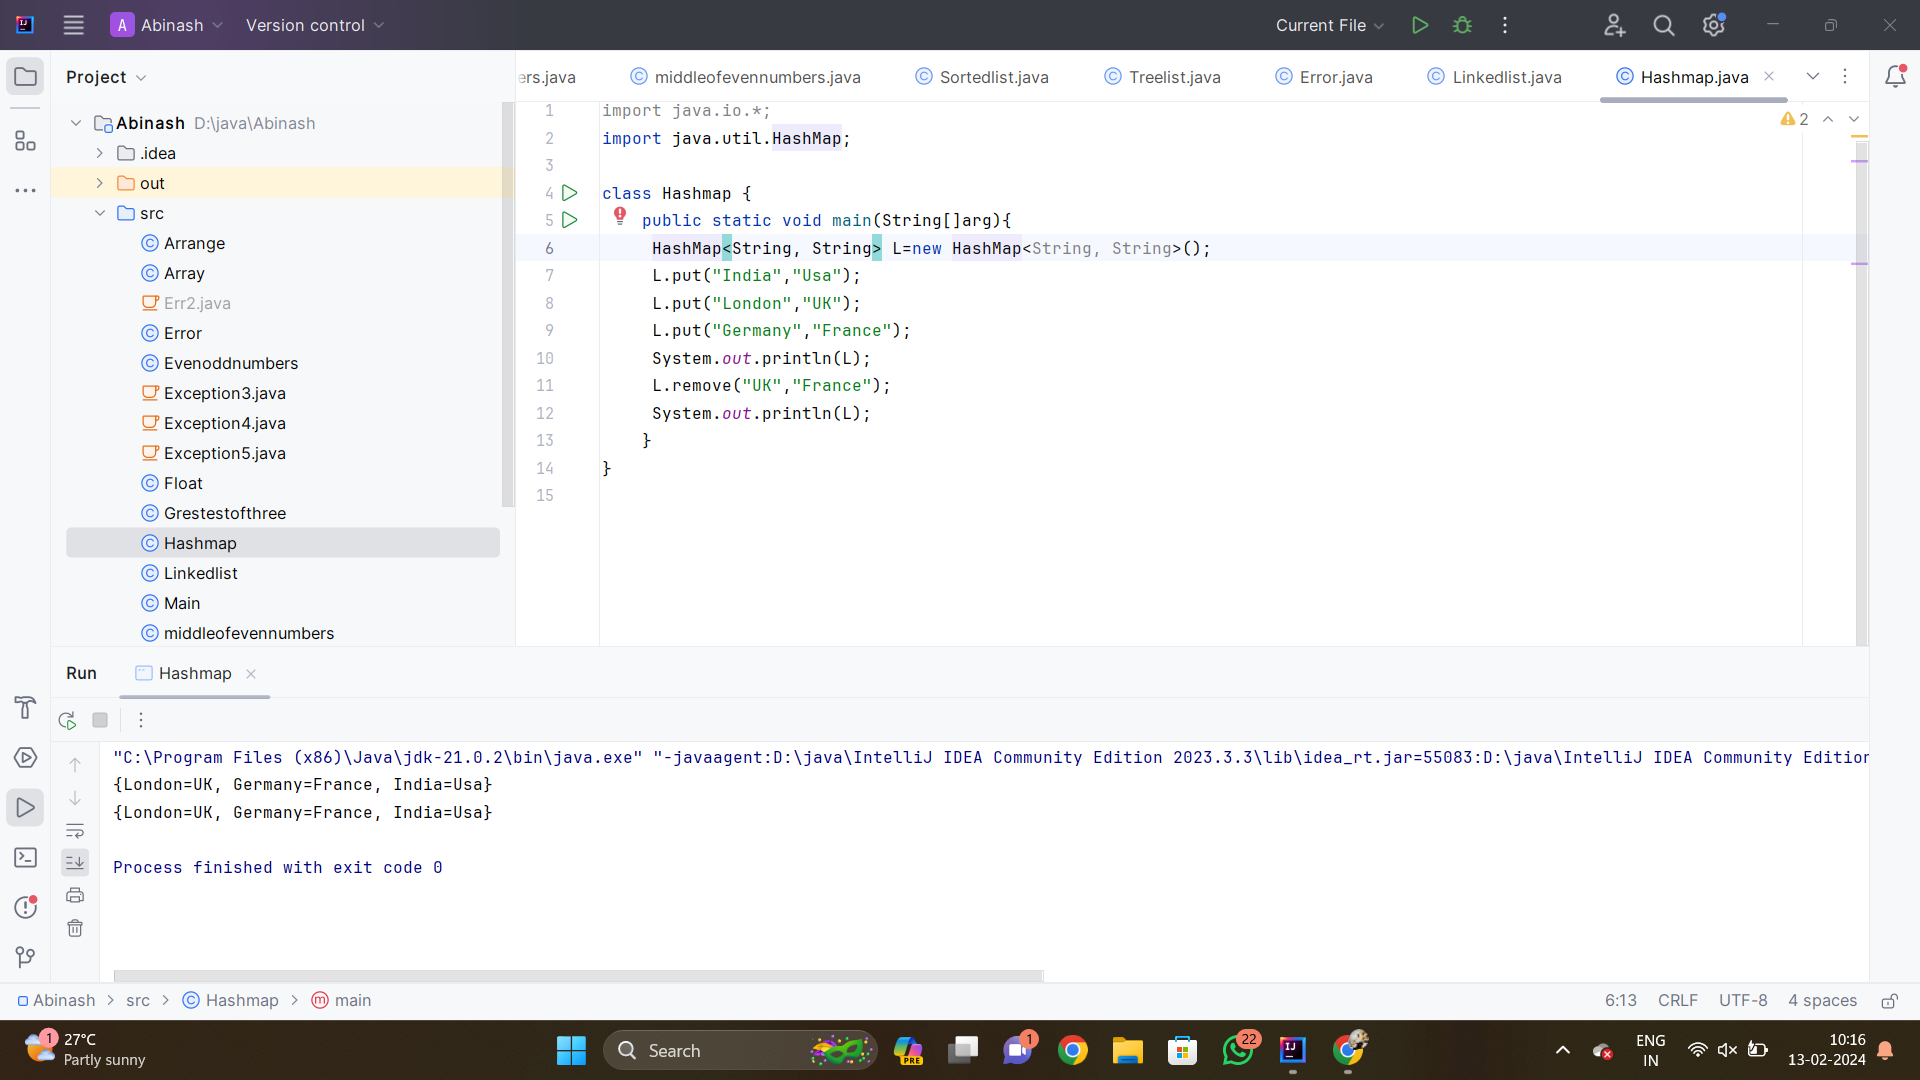 A Abinash Version control Current File
Project
ers.java middleofevennumbers.java Sortedlist.java Treelist.java Error.java Linkedlist.java Hashmap.java
Abinash D:\java\Abinash
.idea
out
src
Arrange
Array
Err2.java
Error
Evenoddnumbers
Exception3.java
Exception4.java
Exception5.java
Float
Grestestofthree
Hashmap
Linkedlist
Main
middleofevennumbers
2
1 import java.io.*;
2 import java.util.HashMap;
3
4 class Hashmap {
5 public static void main(String[]arg){
6 HashMap<String, String> L=new HashMap<String, String>();
7 L.put("India","Usa");
8 L.put("London","UK");
9 L.put("Germany","France");
10 System.out.println(L);
11 L.remove("UK","France");
12 System.out.println(L);
13 }
14 }
15
Run Hashmap
"C:\Program Files (x86)\Java\jdk-21.0.2\bin\java.exe" "-javaagent:D:\java\IntelliJ IDEA Community Edition 2023.3.3\lib\idea_rt.jar=55083:D:\java\IntelliJ IDEA Community Edition
{London=UK, Germany=France, India=Usa}
{London=UK, Germany=France, India=Usa}
Process finished with exit code 0
Abinash > src > Hashmap > main 6:13 CRLF UTF-8 4 spaces
1 27°C
Partly sunny
Search
PRE
1
22
IJ
ENG
IN
10:16
13-02-2024